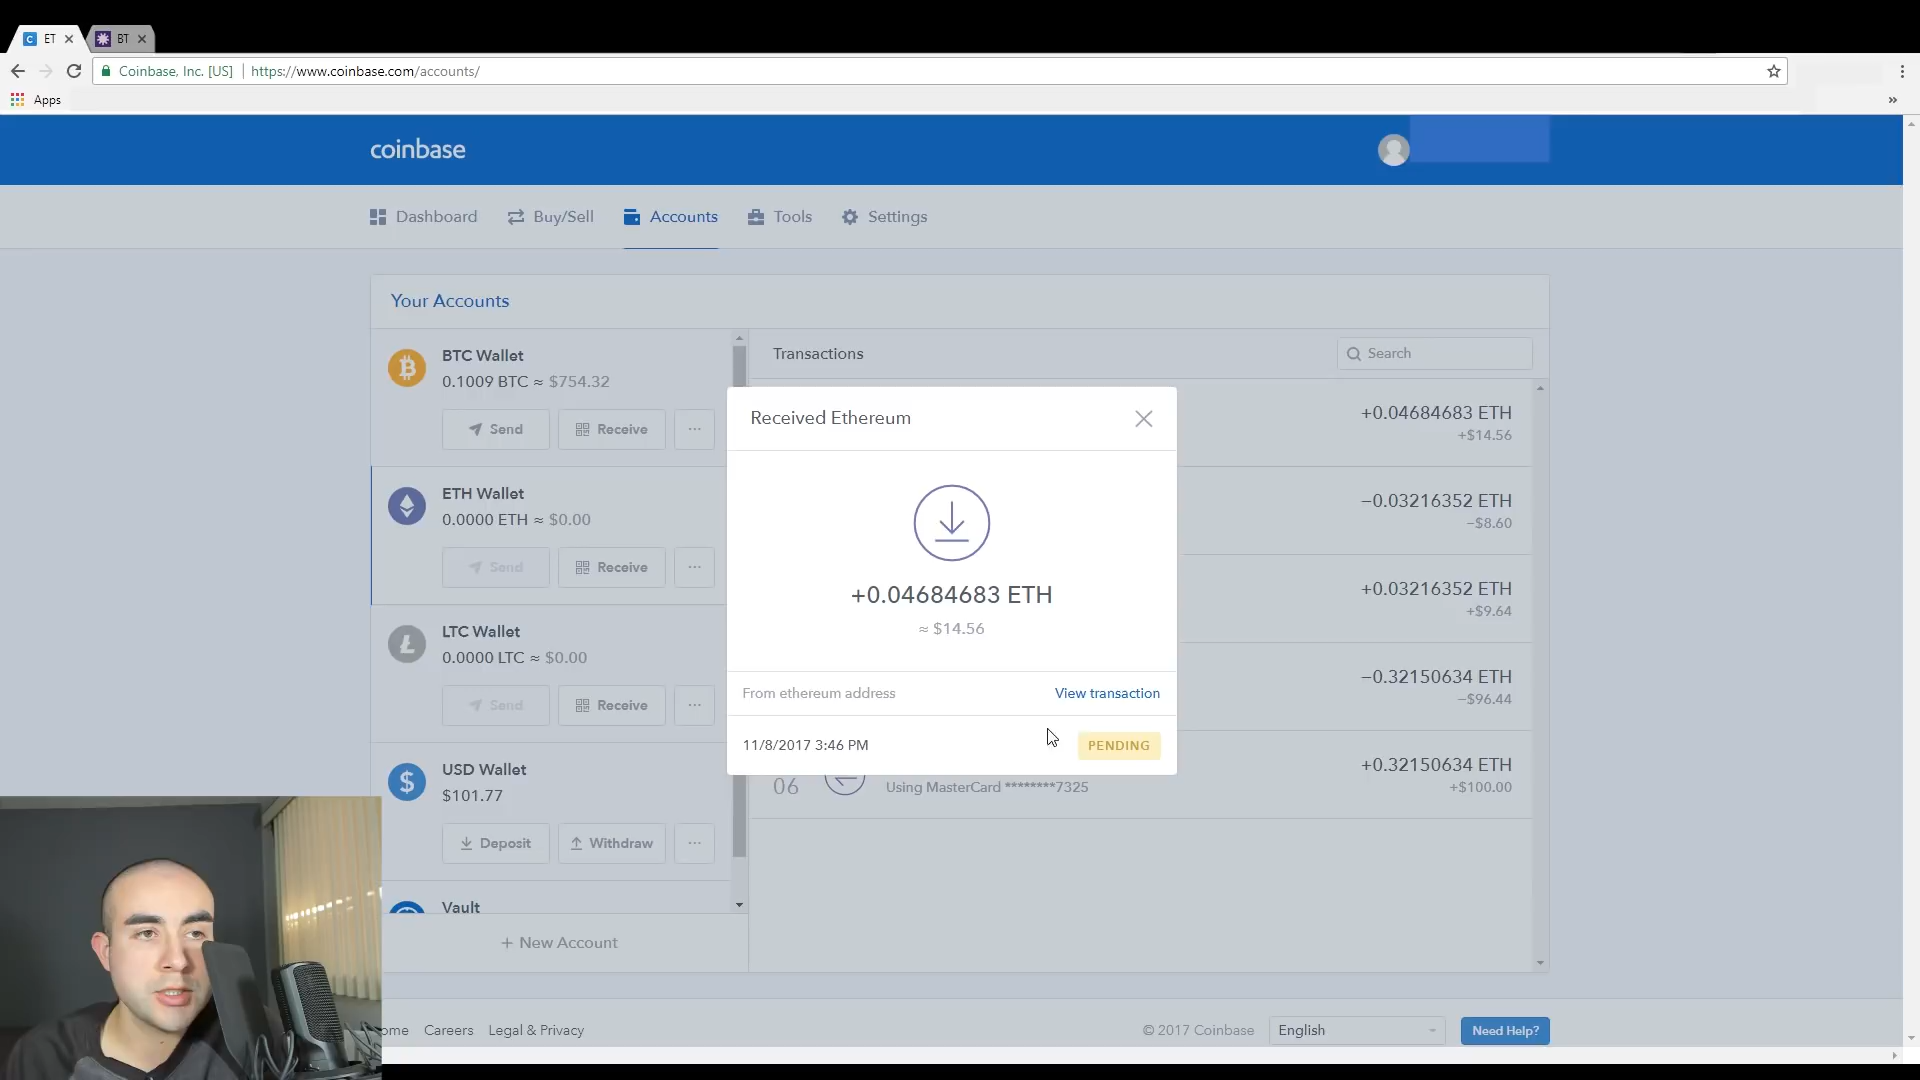 ET
BT
Coinbase, Inc. [US]
https://www.coinbase.com/accounts/
Apps
»
coinbase
Dashboard
Buy/Sell
Accounts
Tools
Settings
Your Accounts
BTC Wallet
0.1009 BTC ≈ $754.32
Send
Receive
...
ETH Wallet
0.0000 ETH ≈ $0.00
Send
Receive
...
LTC Wallet
0.0000 LTC ≈ $0.00
Send
Receive
...
USD Wallet
$101.77
Deposit
Withdraw
...
Vault
+ New Account
Transactions
Search
+0.04684683 ETH
+$14.56
−0.03216352 ETH
−$8.60
+0.03216352 ETH
+$9.64
−0.32150634 ETH
−$96.44
06
Using MasterCard ********7325
+0.32150634 ETH
+$100.00
Received Ethereum
+0.04684683 ETH
≈ $14.56
From ethereum address
View transaction
11/8/2017 3:46 PM
PENDING
Careers
Legal & Privacy
© 2017 Coinbase
English
Need Help?